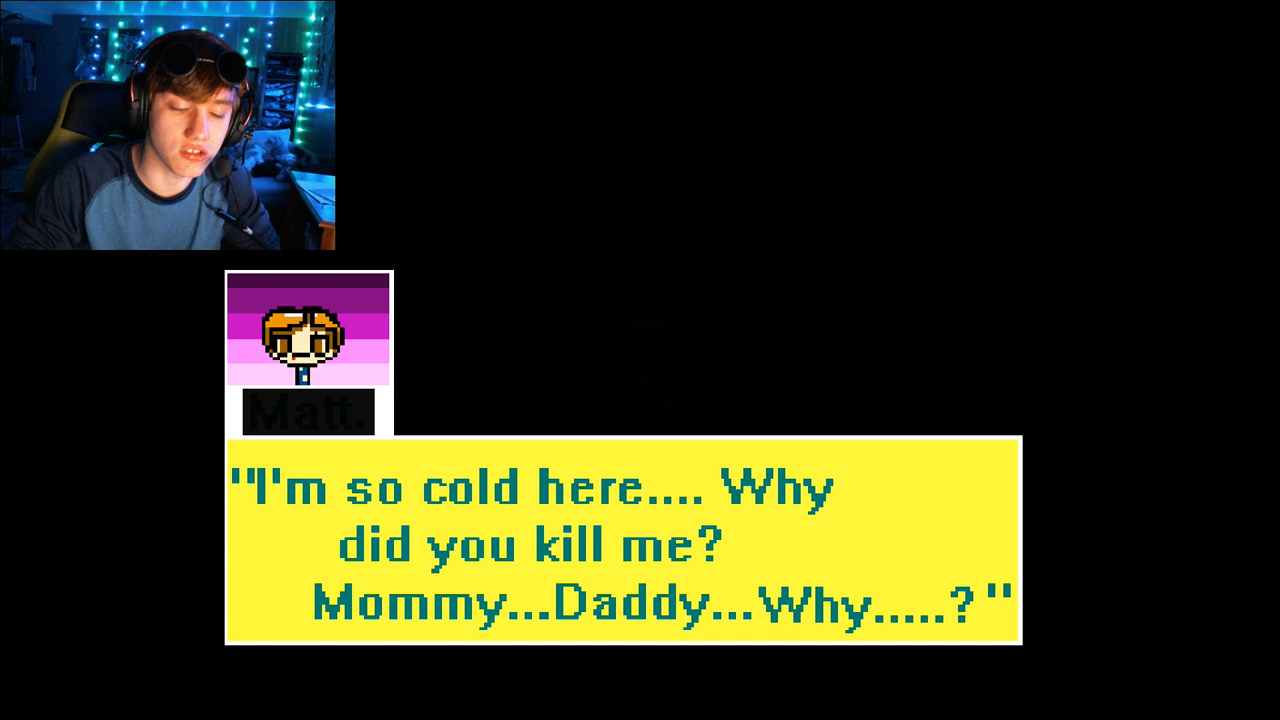 Matt.
"I'm so cold here.... Why
did you kill me?
Mommy...Daddy...Why.....?"